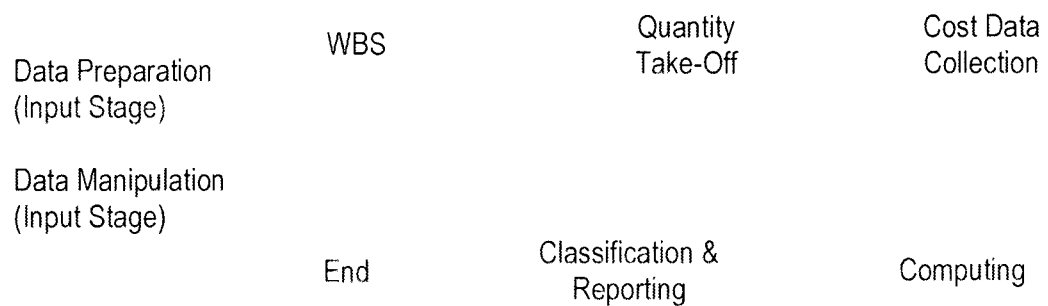 WBS
Quantity
Take-Off
Cost Data
Collection
Data Preparation
(Input Stage)
Data Manipulation
(Input Stage)
End
Classification &
Reporting
Computing